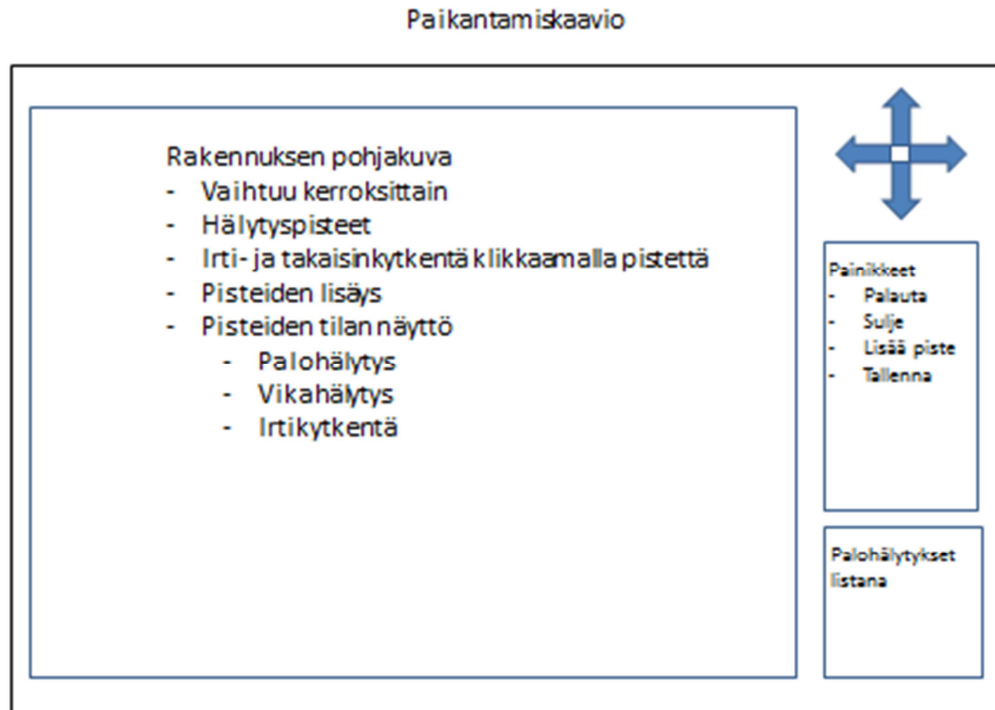 Paikantamiskaavio
Rakennuksen pohjakuva
- Vaihtuu kerroksittain
- Hälytyspisteet
- Irti- ja takaisinkytkentä klikkaamalla pistettä
- Pisteiden lisäys
- Pisteiden tilan näyttö
- Palohälytys
- Vikahälytys
- Irtikytkentä
Painikkeet
- Palauta
- Sulje
- Lisää piste
- Tallenna
Palohälytykset
listana